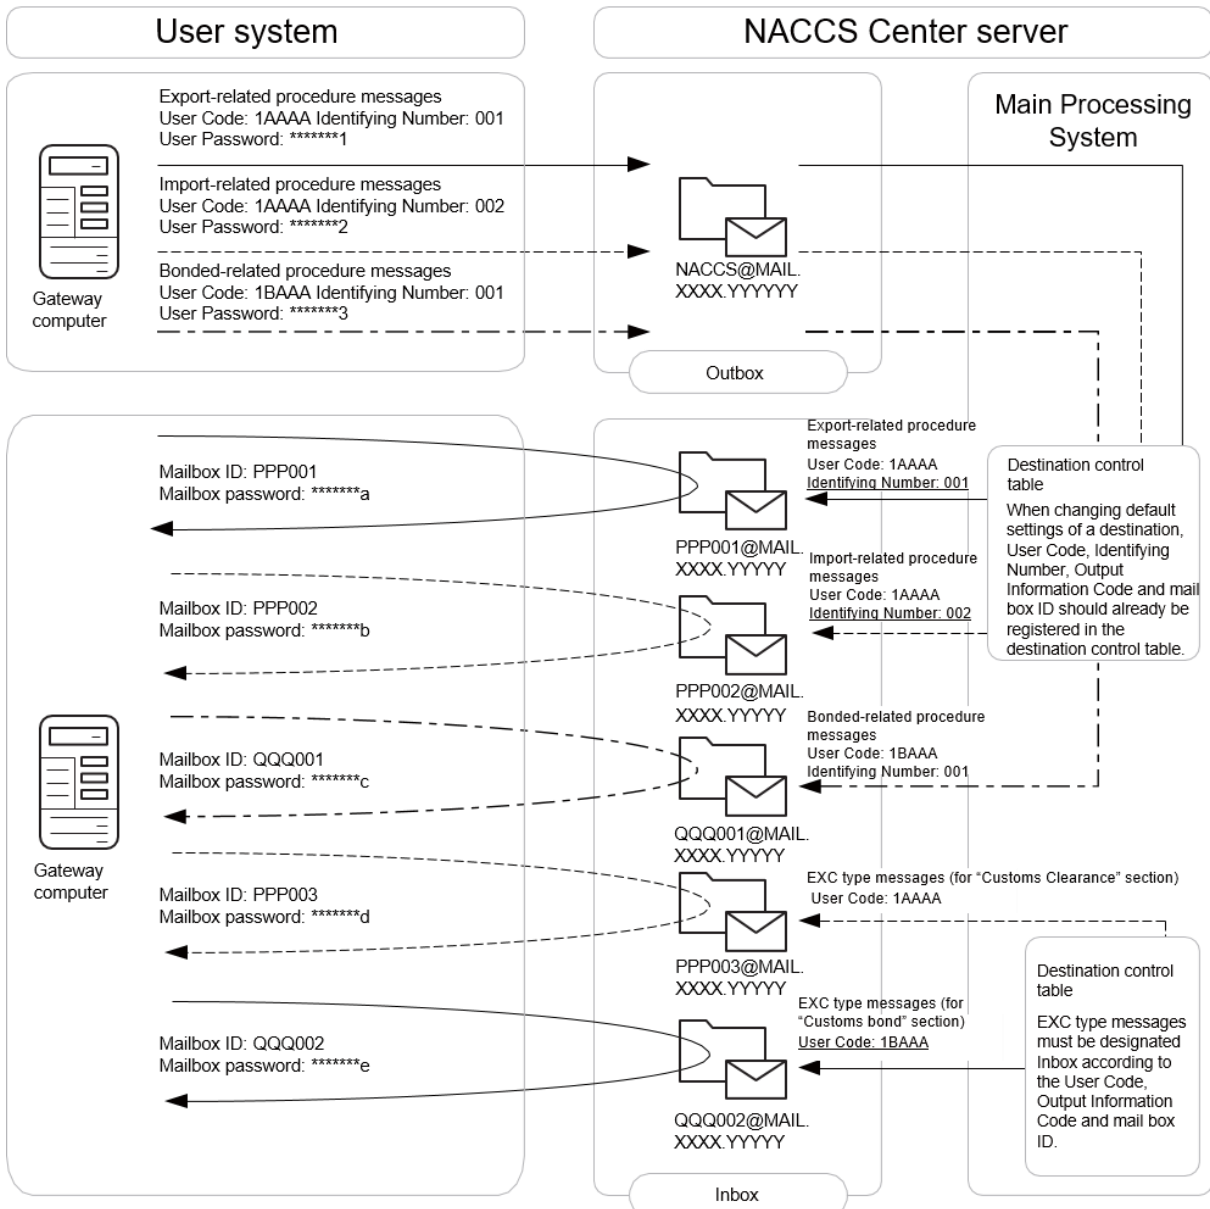 User system
NACCS Center server
Export-related procedure messages
User Code: 1AAAA Identifying Number: 001
User Password: *******1
Import-related procedure messages
User Code: 1AAAA Identifying Number: 002
User Password: *******2
Bonded-related procedure messages
User Code: 1BAAA Identifying Number: 001
User Password: *******3
Gateway
computer
NACCS@MAIL.
XXXX.YYYYYY
Outbox
Main Processing
System
Mailbox ID: PPP001
Mailbox password: *******a
Mailbox ID: PPP002
Mailbox password: *******b
Mailbox ID: QQQ001
Mailbox password: *******c
Mailbox ID: PPP003
Mailbox password: *******d
Mailbox ID: QQQ002
Mailbox password: *******e
Gateway
computer
PPP001@MAIL.
XXXX.YYYYY
PPP002@MAIL.
XXXX.YYYYY
QQQ001@MAIL.
XXXX.YYYYY
PPP003@MAIL.
XXXX.YYYYY
QQQ002@MAIL.
XXXX.YYYYY
Inbox
Export-related procedure
messages
User Code: 1AAAA
Identifying Number: 001
Import-related procedure
messages
User Code: 1AAAA
Identifying Number: 002
Bonded-related procedure
messages
User Code: 1BAAA
Identifying Number: 001
EXC type messages (for “Customs Clearance” section)
User Code: 1AAAA
EXC type messages (for
“Customs bond” section)
User Code: 1BAAA
Destination control
table
When changing default
settings of a destination,
User Code, Identifying
Number, Output
Information Code and mail
box ID should already be
registered in the
destination control table.
Destination control
table
EXC type messages
must be designated
Inbox according to
the User Code,
Output Information
Code and mail box
ID.